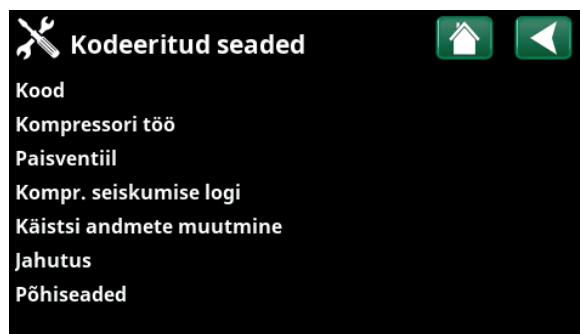 Kodeeritud seaded
Kood
Kompressori töö
Paisventiil
Kompr. seiskumise logi
Käistsi andmete muutmine
Jahutus
Põhiseaded